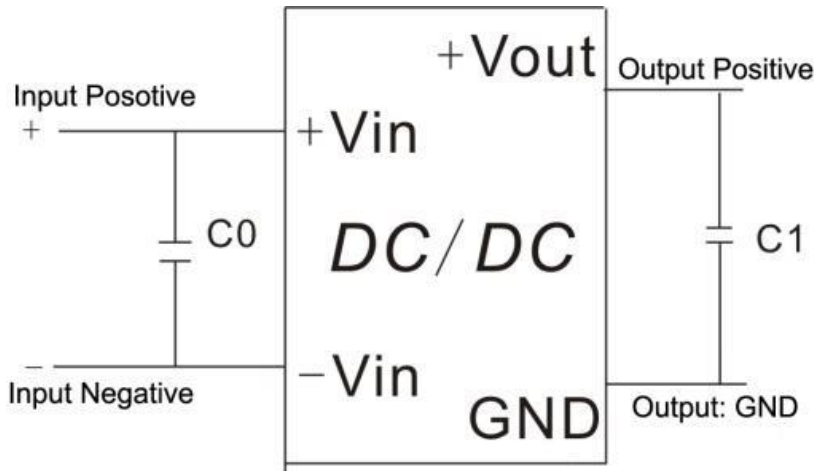 +Vout
Output Positive
Input Posotive
+
+Vin
C0
DC/DC
C1
−
−Vin
Input Negative
GND
Output: GND